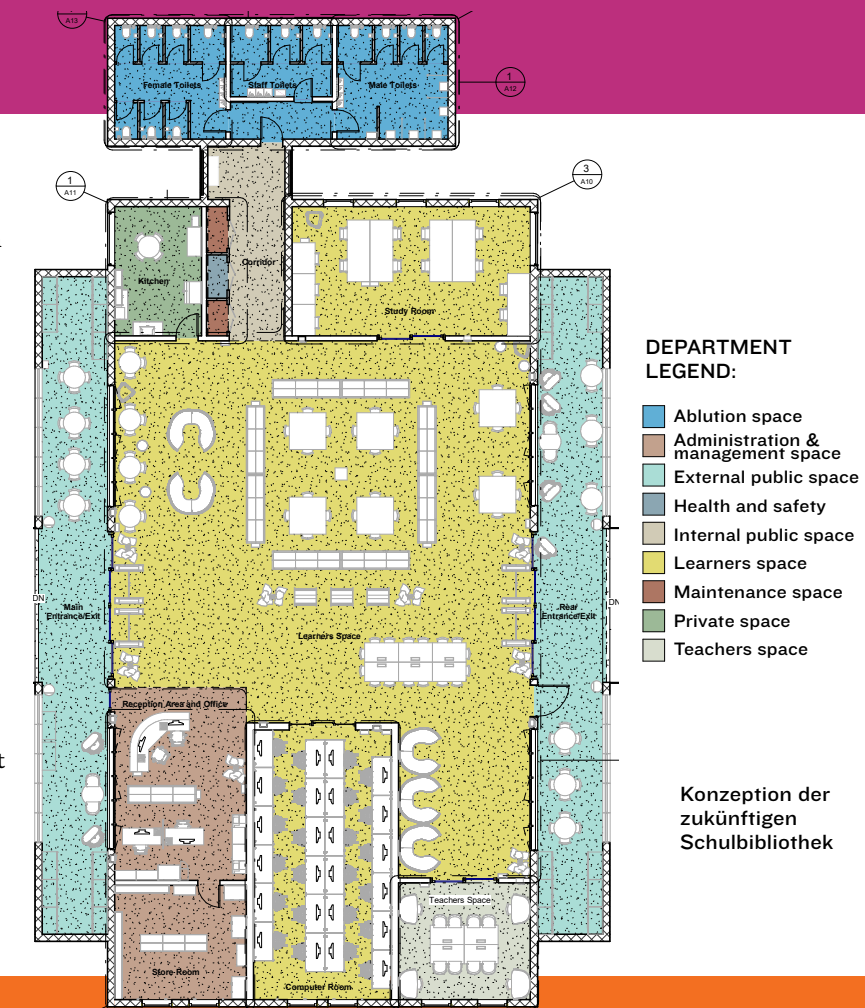 A13
Female Toilets
Staff Toilets
Male Toilets
1
A12
1
A11
3
A10
Kitchen
Corridor
Study Room
DN
Main
Entrance/Exit
Learners Space
Rear
Entrance/Exit
DN
Reception Area and Office
Store Room
Computer Room
Teachers Space
t
DEPARTMENT
LEGEND:
Ablution space
Administration &
management space
External public space
Health and safety
Internal public space
Learners space
Maintenance space
Private space
Teachers space
Konzeption der
zukünftigen
Schulbibliothek